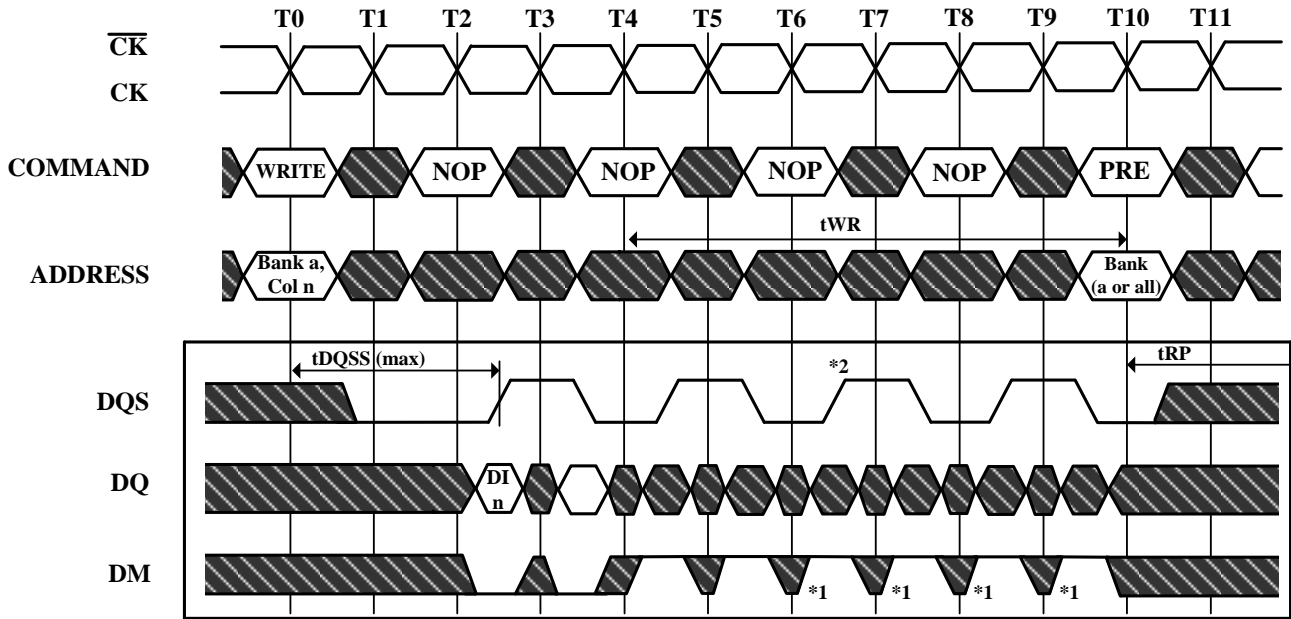 T0 T1 T2 T3 T4 T5 T6 T7 T8 T9 T10 T11
CK
CK
COMMAND WRITE NOP NOP NOP NOP PRE
tWR
ADDRESS Bank a, Col n Bank (a or all)
tDQSS (max) *2 tRP
DQS
DQ DI n
DM *1 *1 *1 *1